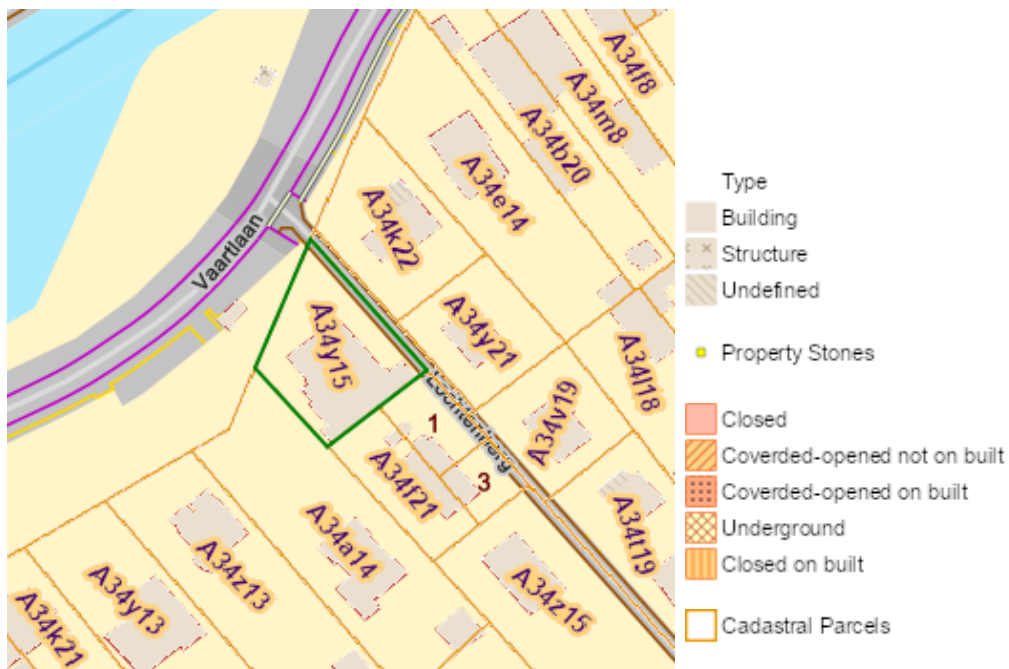 A34f8
A34m8
A34b20
A34e14
A34k22
Vaartlaan
A34y15
A34y21
A34l18
A34v19
1
3
A34f21
A34t19
A34a14
A34z13
A34z15
A34y13
A34k21
Type
Building
Structure
Undefined
Property Stones
Closed
Coverded-opened not on built
Coverded-opened on built
Underground
Closed on built
Cadastral Parcels